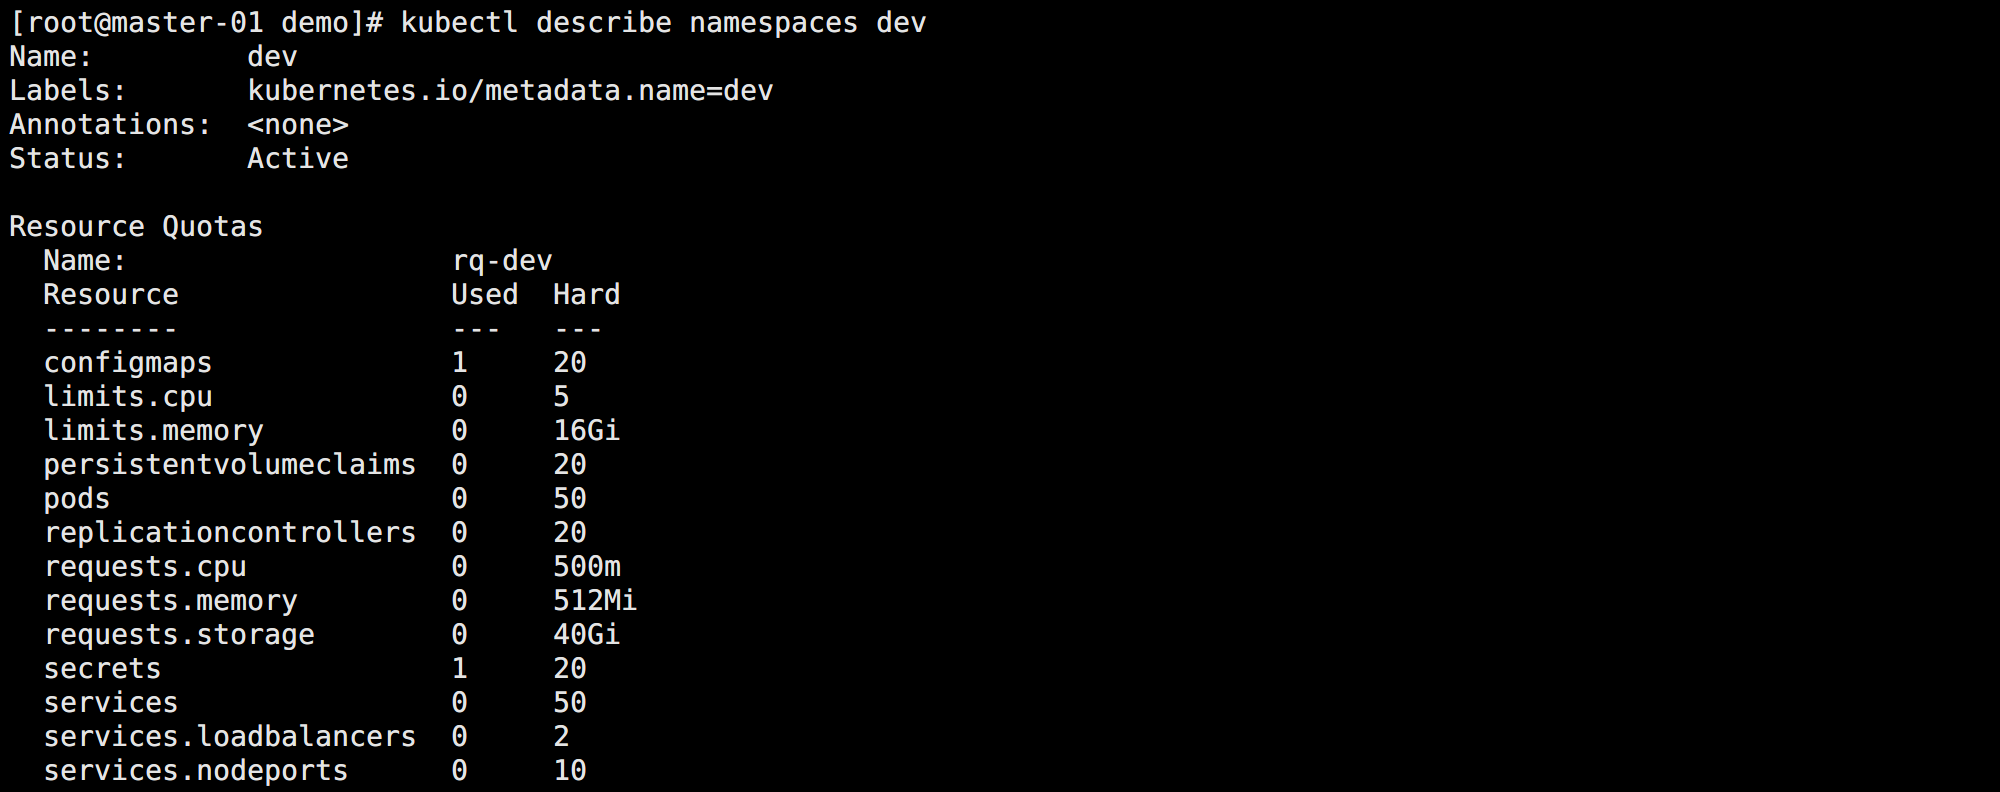 [root@master-01 demo]# kubectl describe namespaces dev
Name:         dev
Labels:       kubernetes.io/metadata.name=dev
Annotations:  <none>
Status:       Active

Resource Quotas
  Name:                   rq-dev
  Resource                Used  Hard
  --------                ---   ---
  configmaps              1     20
  limits.cpu              0     5
  limits.memory           0     16Gi
  persistentvolumeclaims  0     20
  pods                    0     50
  replicationcontrollers  0     20
  requests.cpu            0     500m
  requests.memory         0     512Mi
  requests.storage        0     40Gi
  secrets                 1     20
  services                0     50
  services.loadbalancers  0     2
  services.nodeports      0     10